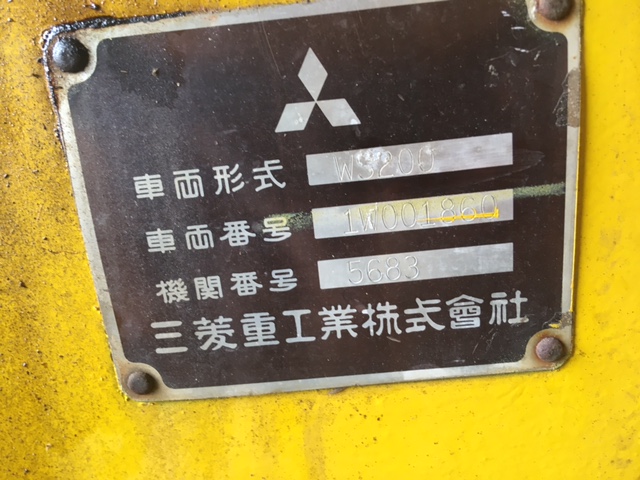 車両形式 WS200
車両番号 1W001860
機関番号 5683
三菱重工業株式會社